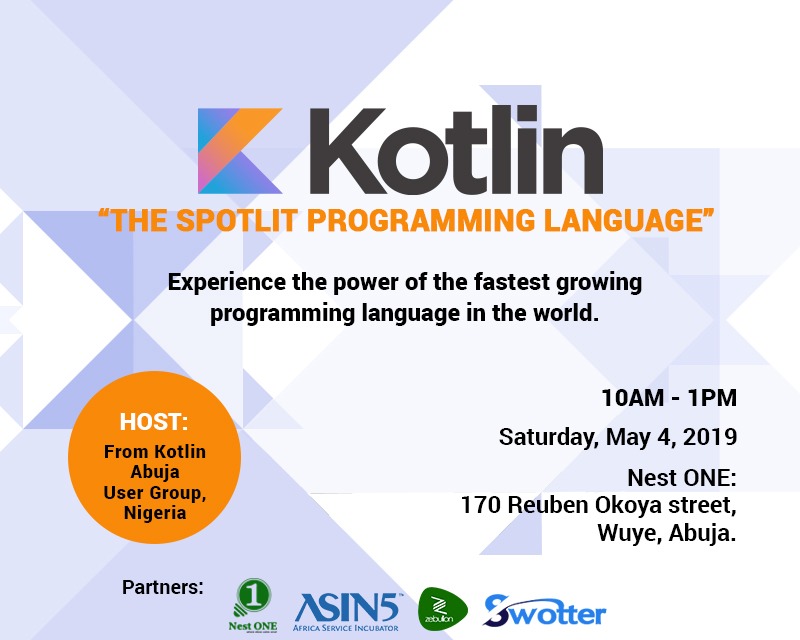 Kotlin
“THE SPOTLIT PROGRAMMING LANGUAGE”
Experience the power of the fastest growing
programming language in the world.
HOST:
From Kotlin
Abuja
User Group,
Nigeria
10AM - 1PM
Saturday, May 4, 2019
Nest ONE:
170 Reuben Okoya street,
Wuye, Abuja.
Partners:
1
Nest ONE
ASIN5™
AFRICA SERVICE INCUBATOR
zebulon
Swotter